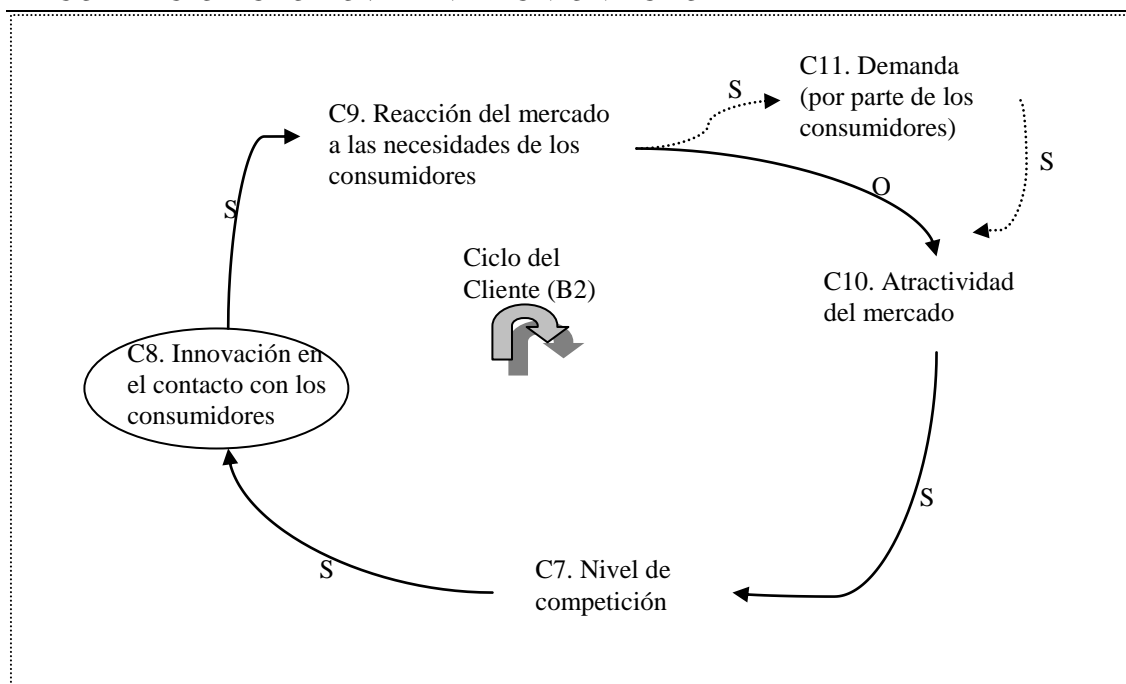 C11. Demanda
(por parte de los
consumidores)
S
C9. Reacción del mercado
a las necesidades de los
consumidores
S
O
S
Ciclo del
Cliente (B2)
C10. Atractividad
del mercado
C8. Innovación en
el contacto con los
consumidores
S
S
C7. Nivel de
competición